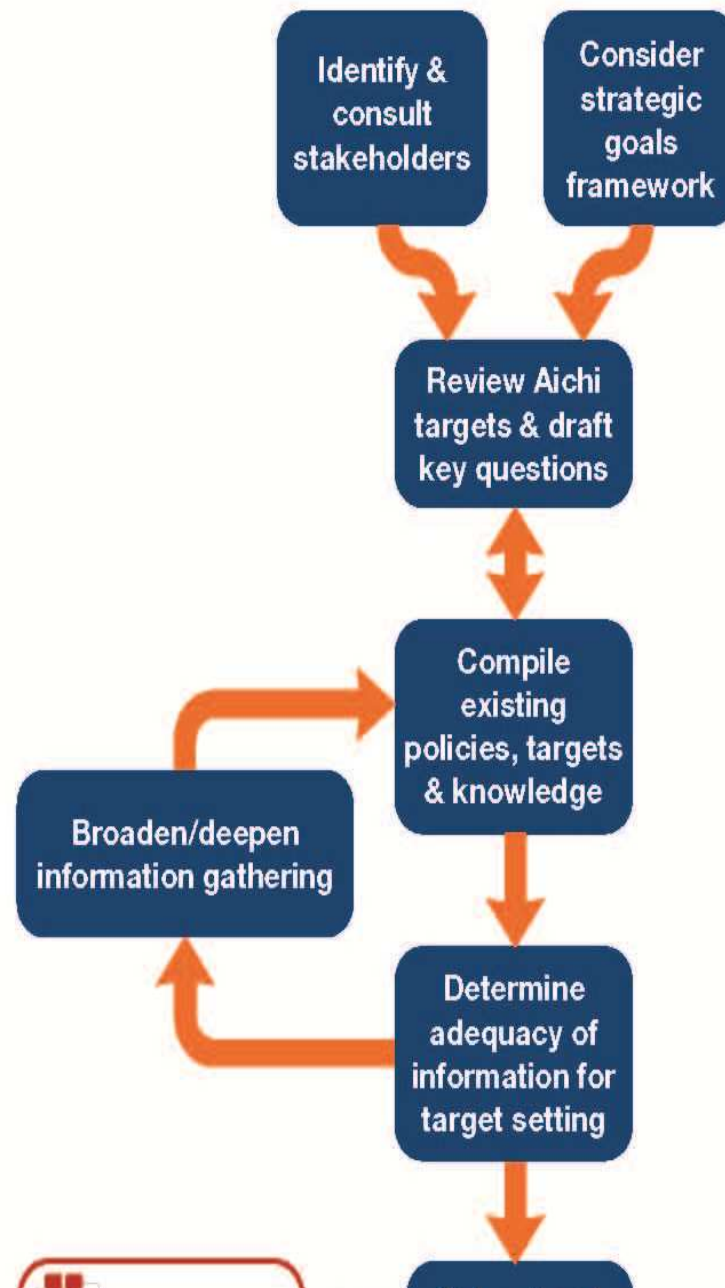 Identify &
consult
stakeholders
Consider
strategic
goals
framework
Review Aichi
targets & draft
key questions
Compile
existing
policies, targets
& knowledge
Broaden/deepen
information gathering
Determine
adequacy of
information for
target setting